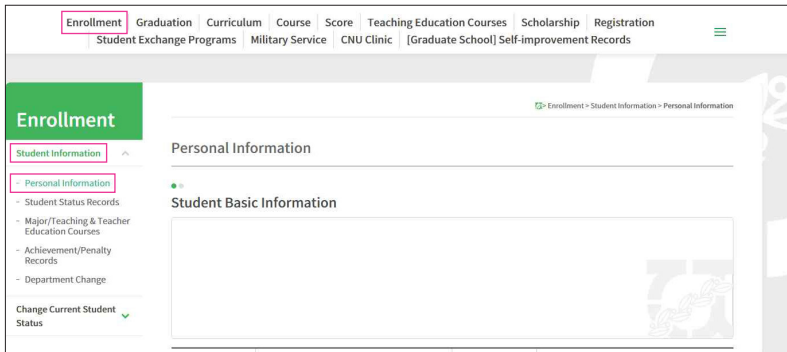 Enrollment Graduation Curriculum Course Score Teaching Education Courses Scholarship Registration
Student Exchange Programs Military Service CNU Clinic [Graduate School] Self-improvement Records
> Enrollment > Student Information > Personal Information
Enrollment
Student Information
- Personal Information
- Student Status Records
- Major/Teaching & Teacher
Education Courses
- Achievement/Penalty
Records
- Department Change
Change Current Student
Status
Personal Information
Student Basic Information